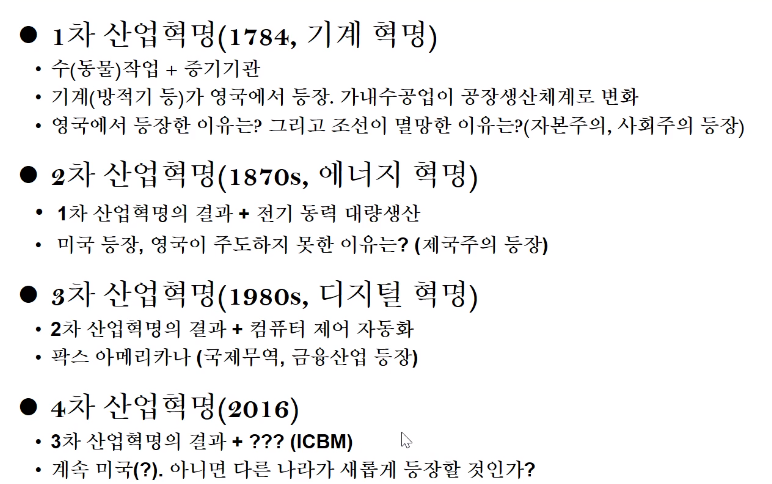 ● 1차 산업혁명(1784, 기계 혁명)
• 수(동물)작업 + 증기기관
• 기계(방적기 등)가 영국에서 등장. 가내수공업이 공장생산체계로 변화
• 영국에서 등장한 이유는? 그리고 조선이 멸망한 이유는?(자본주의, 사회주의 등장)
● 2차 산업혁명(1870s, 에너지 혁명)
• 1차 산업혁명의 결과 + 전기 동력 대량생산
• 미국 등장, 영국이 주도하지 못한 이유는? (제국주의 등장)
● 3차 산업혁명(1980s, 디지털 혁명)
• 2차 산업혁명의 결과 + 컴퓨터 제어 자동화
• 팍스 아메리카나 (국제무역, 금융산업 등장)
● 4차 산업혁명(2016)
• 3차 산업혁명의 결과 + ??? (ICBM)
• 계속 미국(?). 아니면 다른 나라가 새롭게 등장할 것인가?